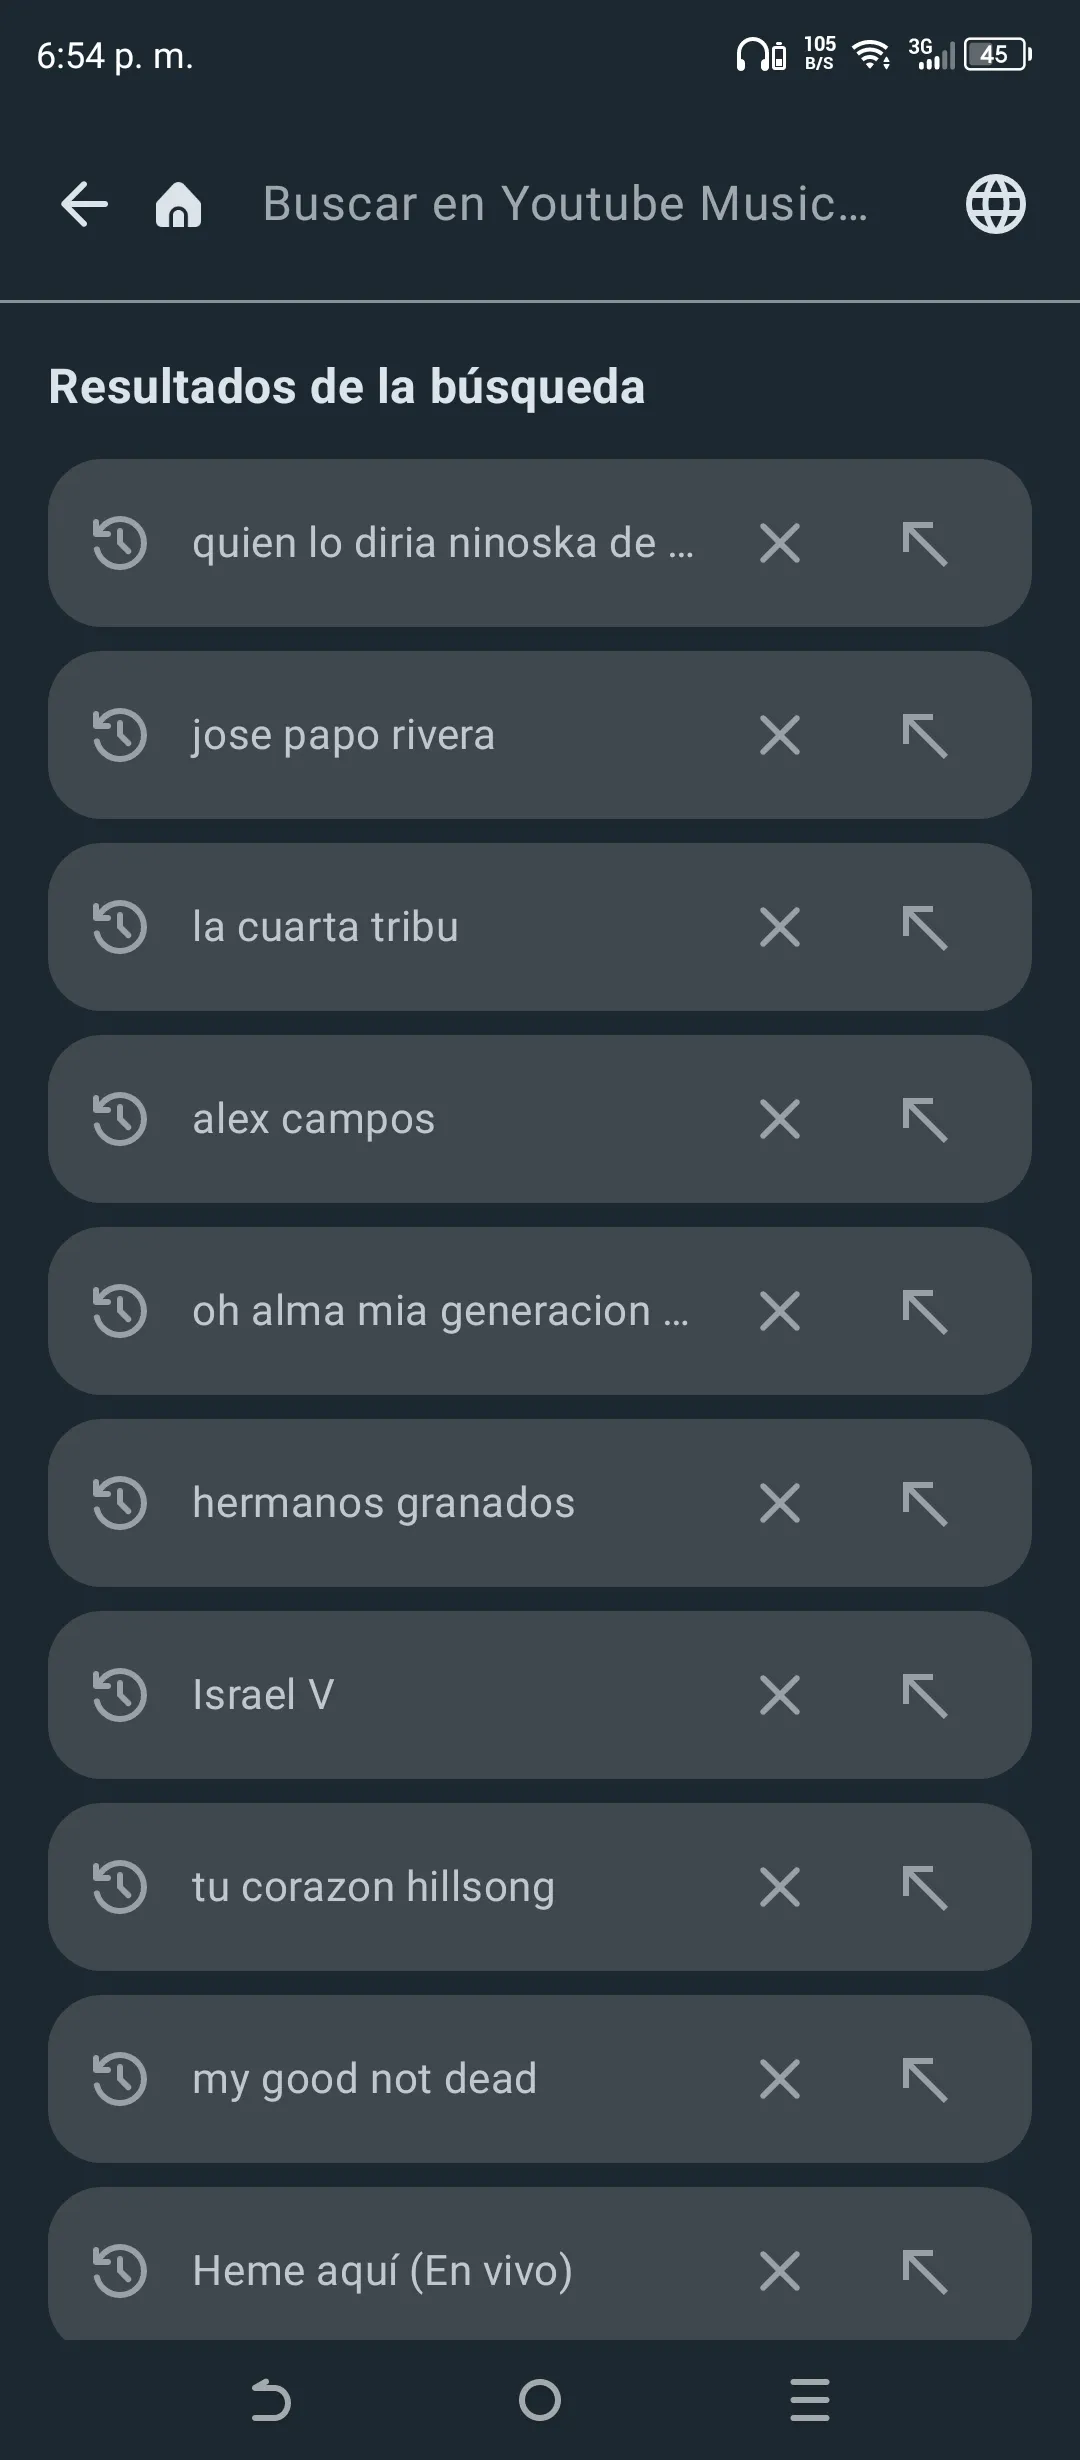 6:54 p. m.
105
B/S
3G
45
Buscar en Youtube Music...
Resultados de la búsqueda
quien lo diria ninoska de ...
jose papo rivera
la cuarta tribu
alex campos
oh alma mia generacion ...
hermanos granados
Israel V
tu corazon hillsong
my good not dead
Heme aquí (En vivo)